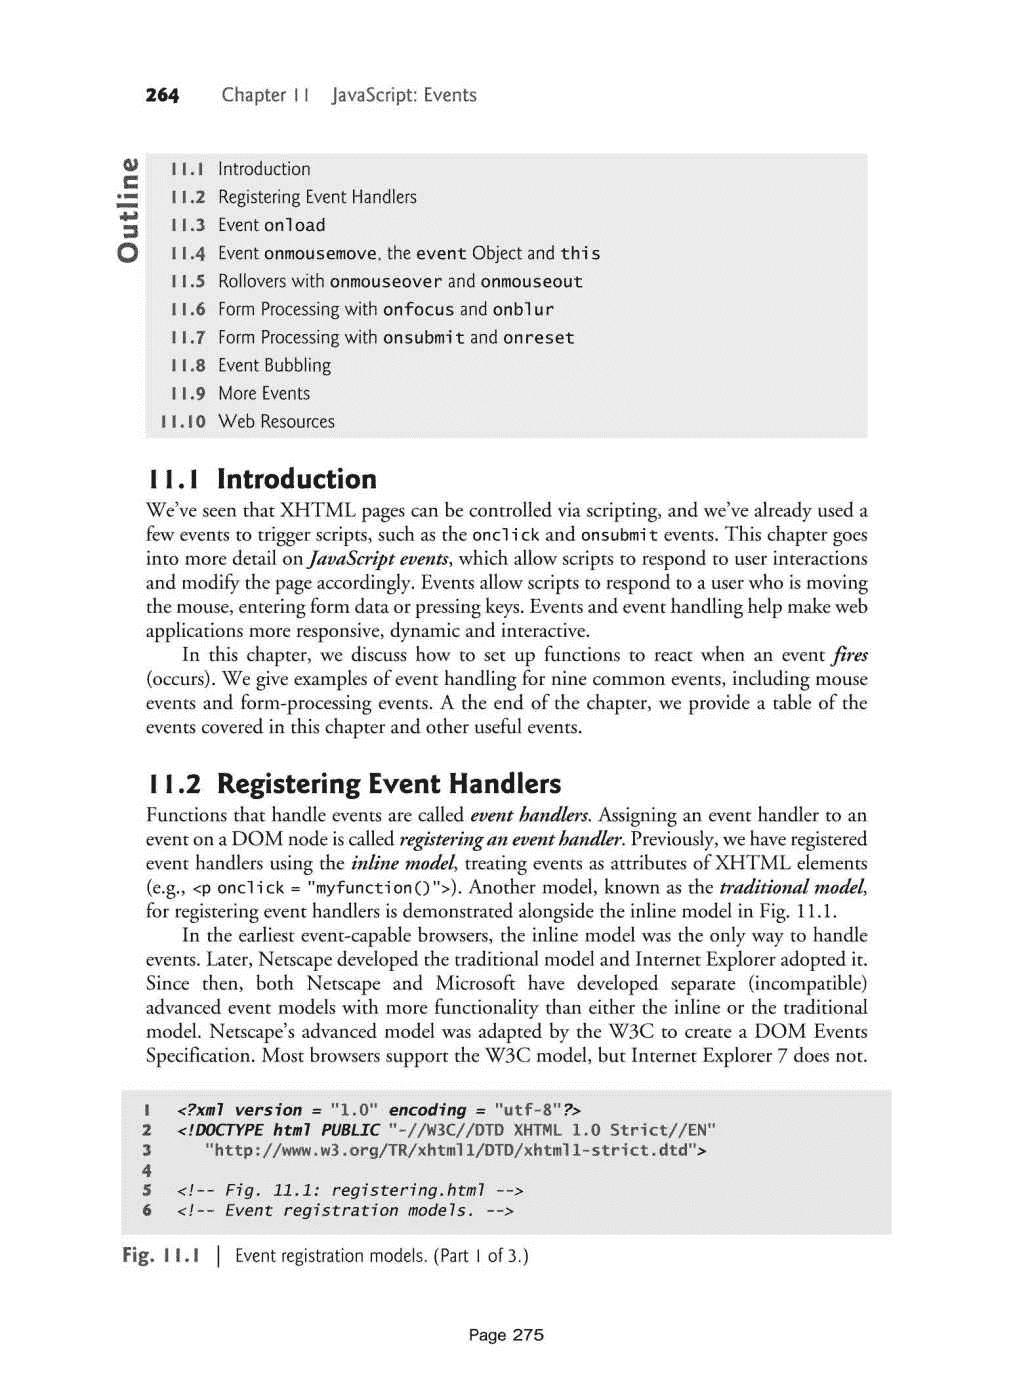 264 Chapter 11 JavaScript: Events
Outline
11.1 Introduction
11.2 Registering Event Handlers
11.3 Event onload
11.4 Event onmousemove, the event Object and this
11.5 Rollovers with onmouseover and onmouseout
11.6 Form Processing with onfocus and onblur
11.7 Form Processing with onsubmit and onreset
11.8 Event Bubbling
11.9 More Events
11.10 Web Resources
11.1 Introduction
We've seen that XHTML pages can be controlled via scripting, and we've already used a
few events to trigger scripts, such as the onclick and onsubmit events. This chapter goes
into more detail on JavaScript events, which allow scripts to respond to user interactions
and modify the page accordingly. Events allow scripts to respond to a user who is moving
the mouse, entering form data or pressing keys. Events and event handling help make web
applications more responsive, dynamic and interactive.
In this chapter, we discuss how to set up functions to react when an event fires
(occurs). We give examples of event handling for nine common events, including mouse
events and form-processing events. A the end of the chapter, we provide a table of the
events covered in this chapter and other useful events.
11.2 Registering Event Handlers
Functions that handle events are called event handlers. Assigning an event handler to an
event on a DOM node is called registering an event handler. Previously, we have registered
event handlers using the inline model, treating events as attributes of XHTML elements
(e.g., <p onclick = "myfunction()">). Another model, known as the traditional model,
for registering event handlers is demonstrated alongside the inline model in Fig. 11.1.
In the earliest event-capable browsers, the inline model was the only way to handle
events. Later, Netscape developed the traditional model and Internet Explorer adopted it.
Since then, both Netscape and Microsoft have developed separate (incompatible)
advanced event models with more functionality than either the inline or the traditional
model. Netscape's advanced model was adapted by the W3C to create a DOM Events
Specification. Most browsers support the W3C model, but Internet Explorer 7 does not.
1 <?xml version = "1.0" encoding = "utf-8"?>
2 <!DOCTYPE html PUBLIC "-//W3C//DTD XHTML 1.0 Strict//EN"
3 "http://www.w3.org/TR/xhtml1/DTD/xhtml1-strict.dtd">
4
5 <!-- Fig. 11.1: registering.html -->
6 <!-- Event registration models. -->
Fig. 11.1 | Event registration models. (Part 1 of 3.)
Page 275